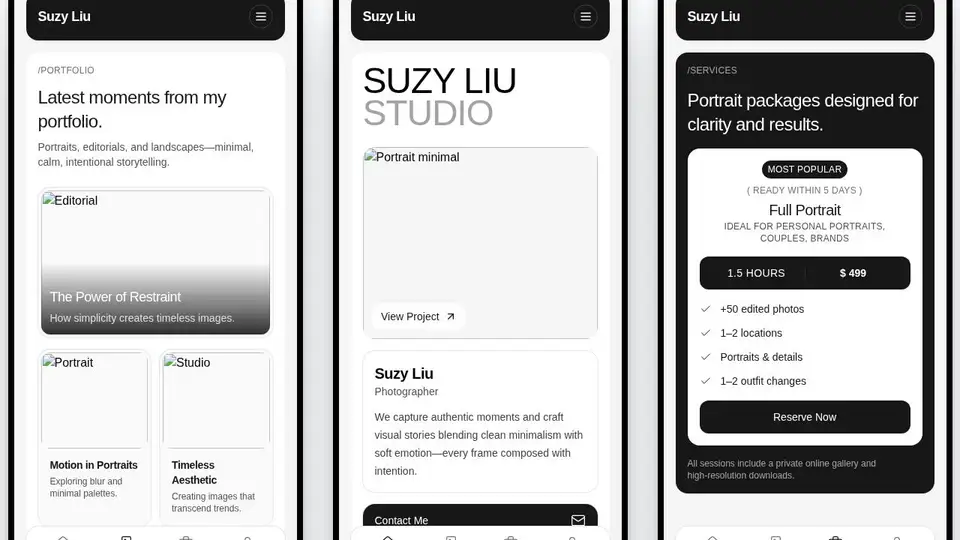 Suzy Liu
/PORTFOLIO
Latest moments from my
portfolio.
Portraits, editorials, and landscapes—minimal,
calm, intentional storytelling.
Editorial
The Power of Restraint
How simplicity creates timeless images.
Portrait
Motion in Portraits
Exploring blur and
minimal palettes.
Studio
Timeless
Aesthetic
Creating images that
transcend trends.
Suzy Liu
SUZY LIU
STUDIO
Portrait minimal
View Project
Suzy Liu
Photographer
We capture authentic moments and craft
visual stories blending clean minimalism with
soft emotion—every frame composed with
intention.
Contact Me
Suzy Liu
/SERVICES
Portrait packages designed for
clarity and results.
MOST POPULAR
( READY WITHIN 5 DAYS )
Full Portrait
IDEAL FOR PERSONAL PORTRAITS,
COUPLES, BRANDS
1.5 HOURS $ 499
+50 edited photos
1–2 locations
Portraits & details
1–2 outfit changes
Reserve Now
All sessions include a private online gallery and
high-resolution downloads.